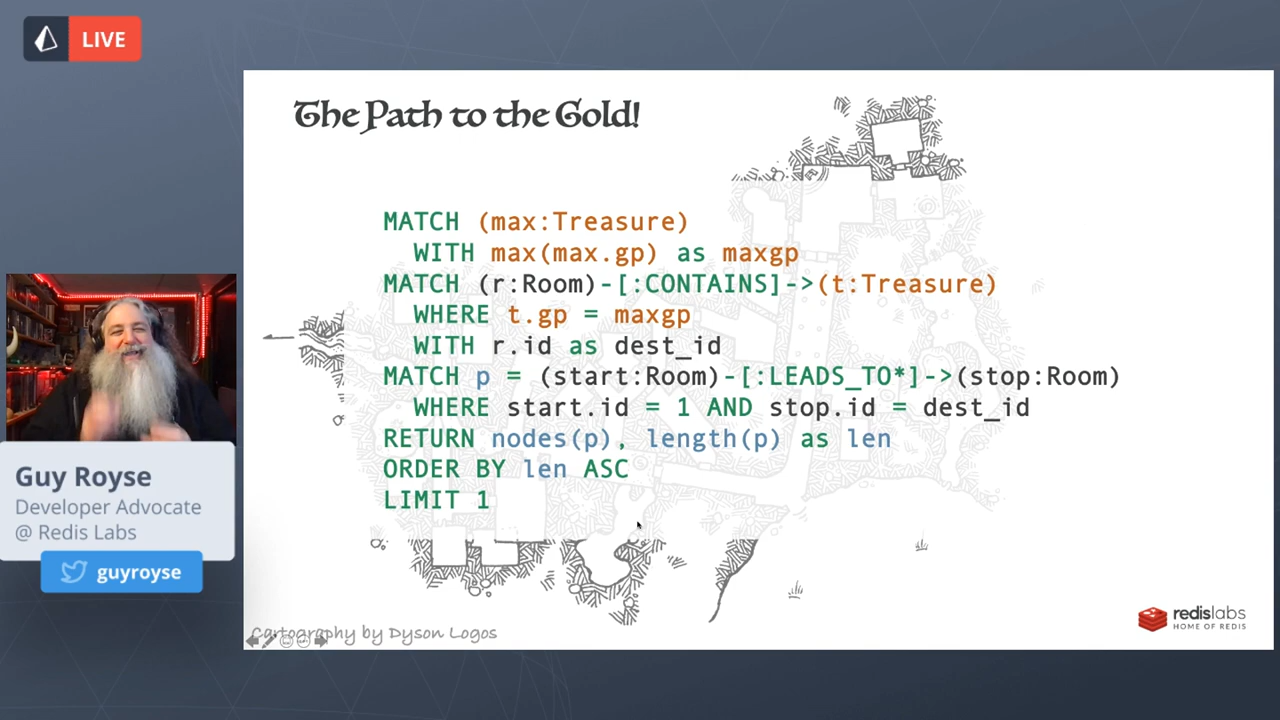 LIVE
The Path to the Gold!
MATCH (max:Treasure)
WITH max(max.gp) as maxgp
MATCH (r:Room)-[:CONTAINS]->(t:Treasure)
WHERE t.gp = maxgp
WITH r.id as dest_id
MATCH p = (start:Room)-[:LEADS_TO*]->(stop:Room)
WHERE start.id = 1 AND stop.id = dest_id
RETURN nodes(p), length(p) as len
ORDER BY len ASC
LIMIT 1
Guy Royse
Developer Advocate
@ Redis Labs
guyroyse
redislabs
HOME OF REDIS
Cartography by Dyson Logos